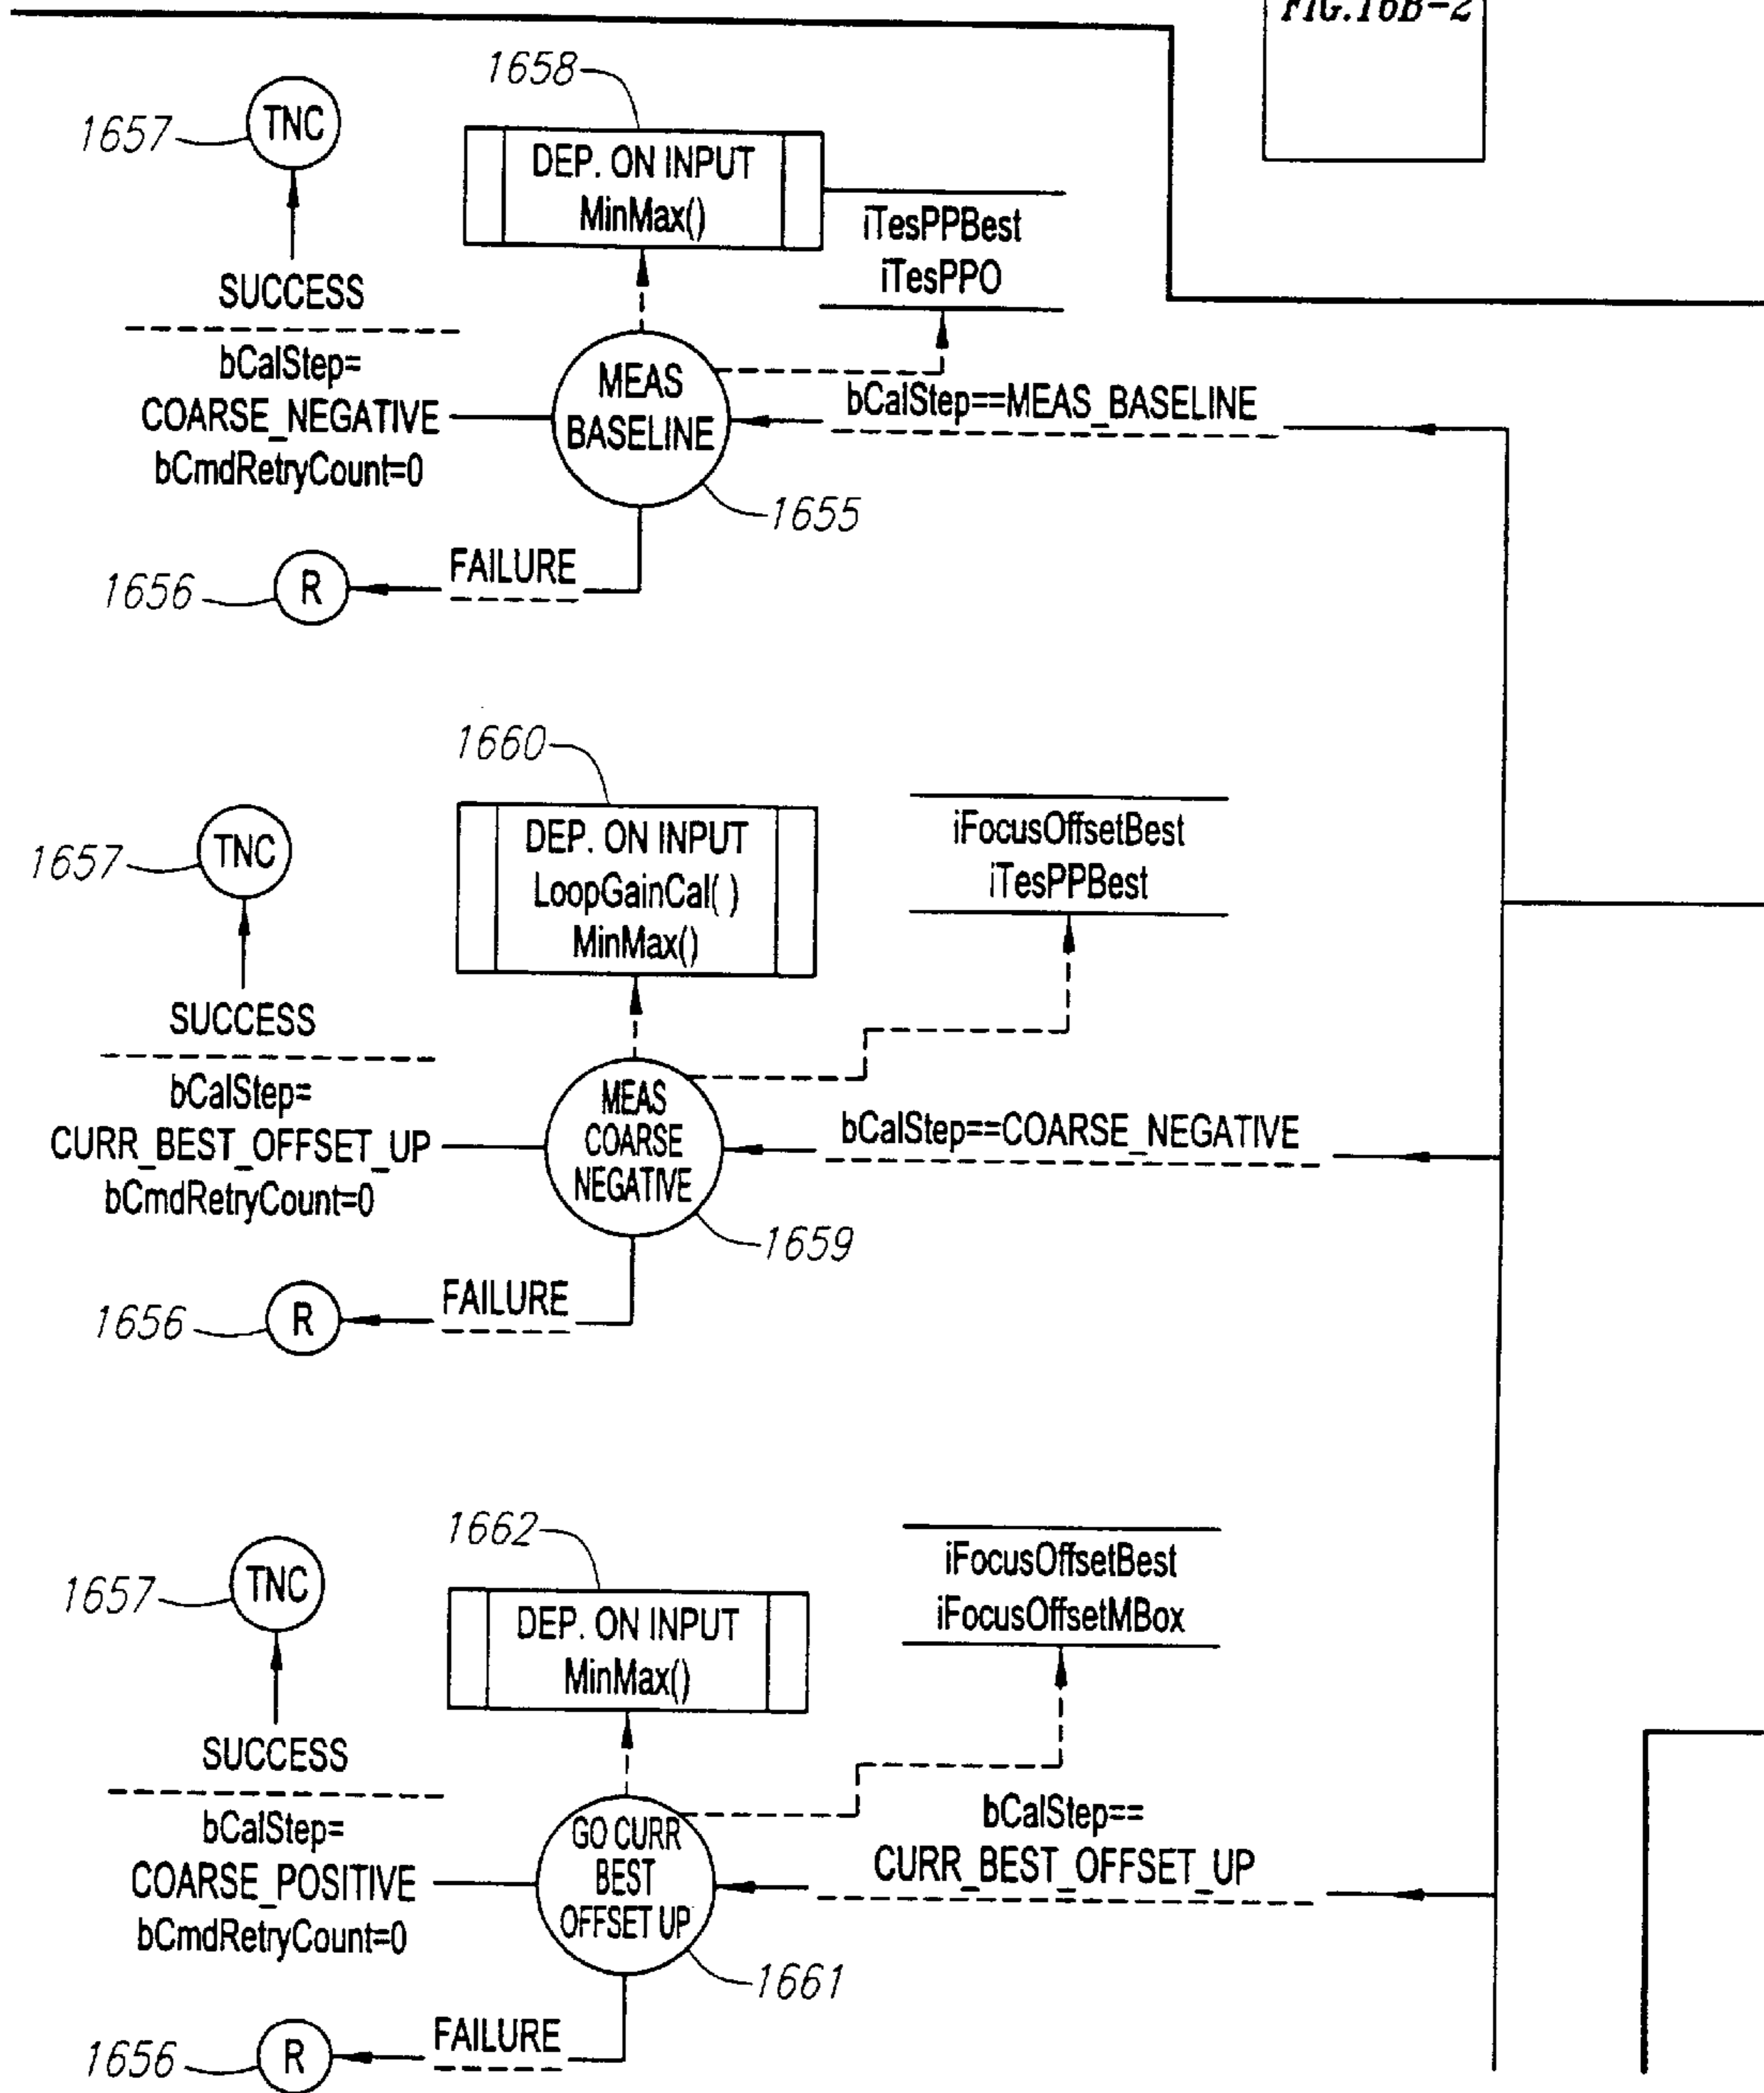 FIG.16B-2
1658
1657
TNC
DEP. ON INPUT
MinMax()
iTesPPBest
iTesPPO
SUCCESS
bCalStep=
COARSE_NEGATIVE
bCmdRetryCount=0
MEAS
BASELINE
bCalStep==MEAS_BASELINE
1655
FAILURE
1656
R
1660
1657
TNC
DEP. ON INPUT
LoopGainCal( )
MinMax()
iFocusOffsetBest
iTesPPBest
SUCCESS
bCalStep=
CURR_BEST_OFFSET_UP
bCmdRetryCount=0
MEAS
COARSE
NEGATIVE
bCalStep==COARSE_NEGATIVE
1659
FAILURE
1656
R
1662
1657
TNC
DEP. ON INPUT
MinMax()
iFocusOffsetBest
iFocusOffsetMBox
SUCCESS
bCalStep=
COARSE_POSITIVE
bCmdRetryCount=0
GO CURR
BEST
OFFSET UP
bCalStep==
CURR_BEST_OFFSET_UP
1661
FAILURE
1656
R